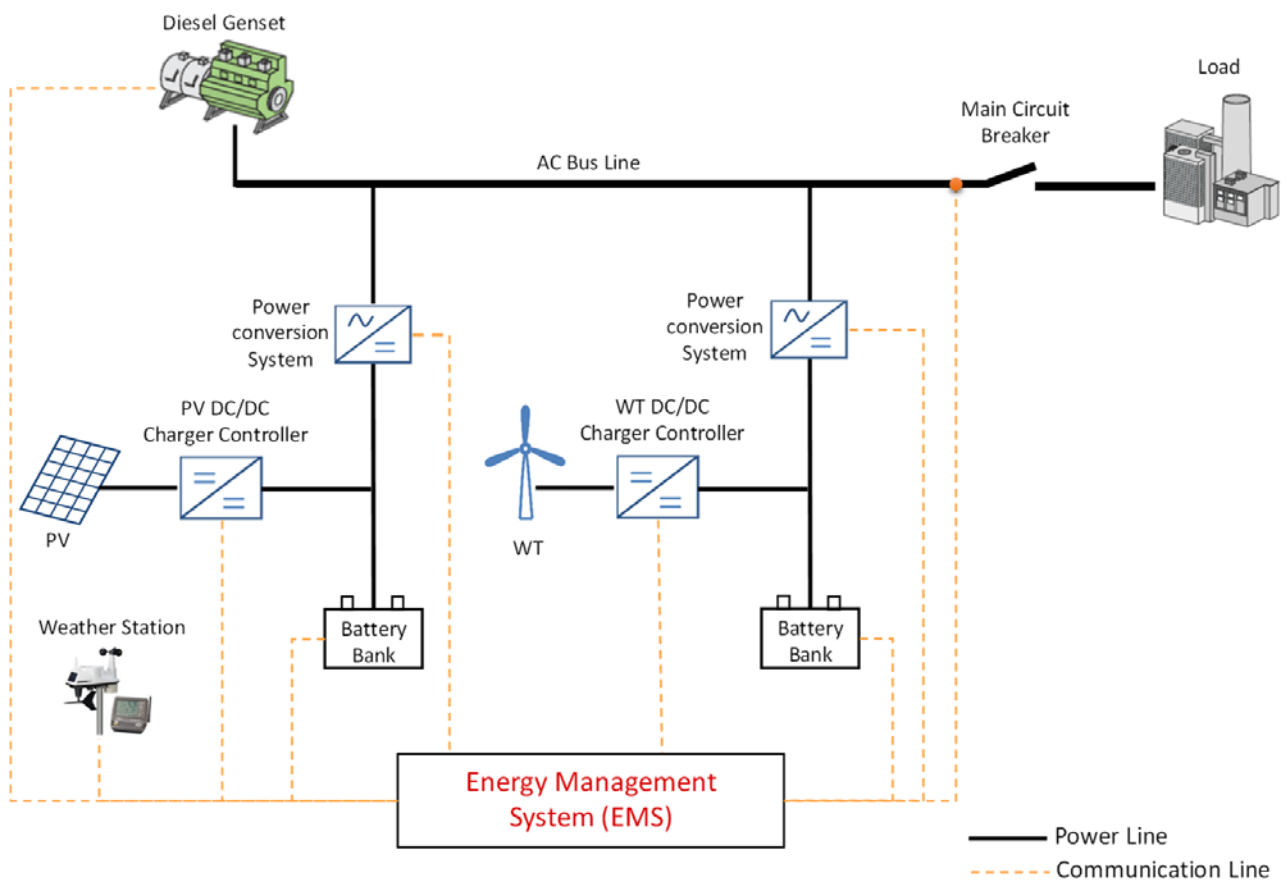 Diesel Genset
Load
Main Circuit
Breaker
AC Bus Line
Power
conversion
System
Power
conversion
System
PV DC/DC
Charger Controller
WT DC/DC
Charger Controller
PV
WT
Weather Station
Battery
Bank
Battery
Bank
Energy Management
System (EMS)
Power Line
Communication Line